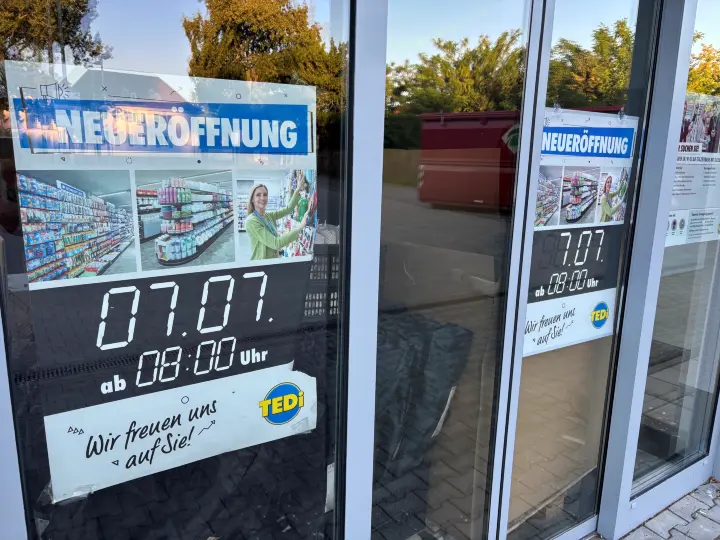 NEUERÖFFNUNG
07.07.
ab 08:00 Uhr
Wir freuen uns
auf Sie!
TEDi
NEUERÖFFNUNG
7.07.
ab 08:00 Uhr
Wir freuen uns
auf Sie!
TEDi